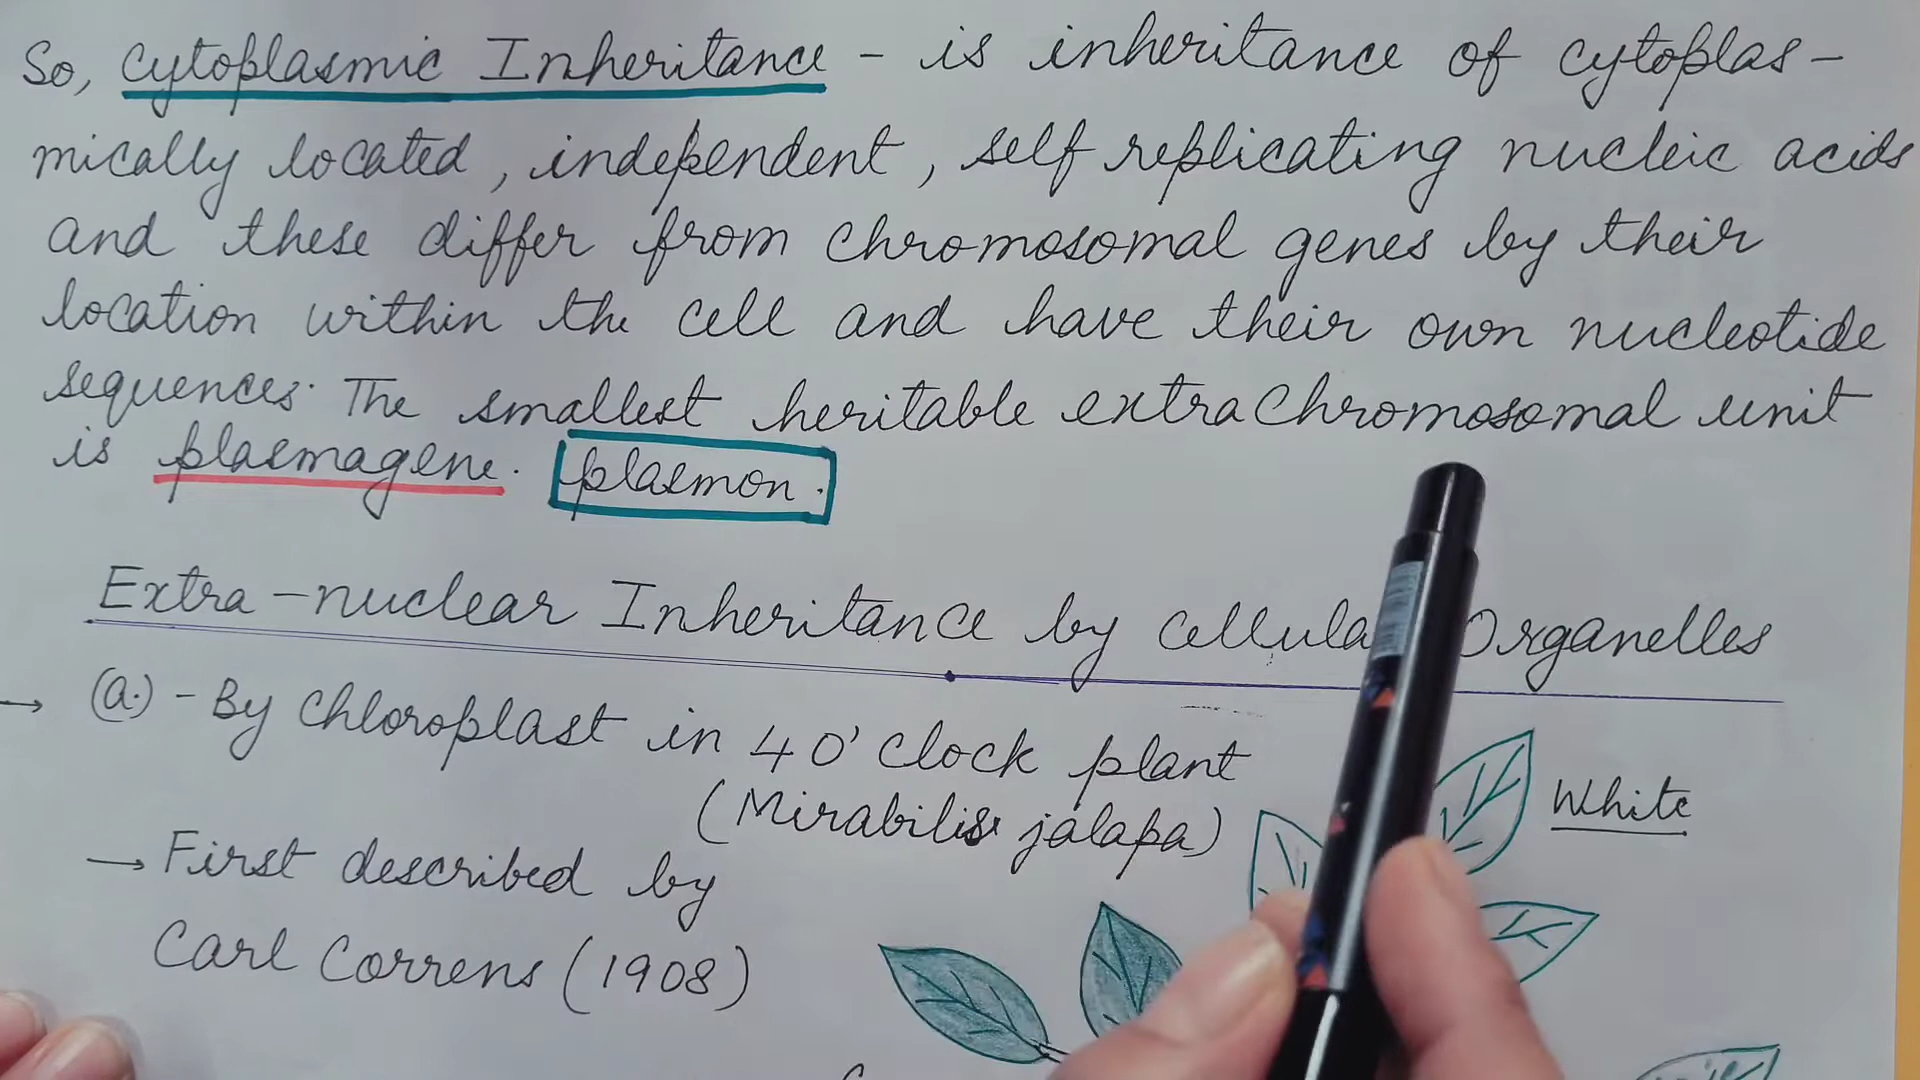 So, Cytoplasmic Inheritance - is inheritance of cytoplas-
mically located, independent, self replicating nucleic acids
and these differ from chromosomal genes by their
location within the cell and have their own nucleotide
sequences. The smallest heritable extrachromosomal unit
is plasmagene. plasmon.
Extra-nuclear Inheritance by cellular Organelles
→ (a.) - By Chloroplast in 4 O' Clock plant
(Mirabilis jalapa)
White
→ First described by
Carl Correns (1908)